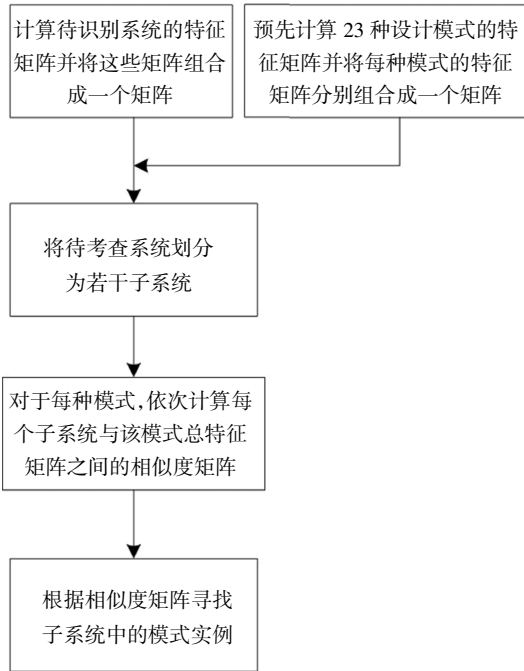 计算待识别系统的特征
矩阵并将这些矩阵组合
成一个矩阵
预先计算 23 种设计模式的特
征矩阵并将每种模式的特征
矩阵分别组合成一个矩阵
将待考查系统划分
为若干子系统
对于每种模式,依次计算每
个子系统与该模式总特征
矩阵之间的相似度矩阵
根据相似度矩阵寻找
子系统中的模式实例